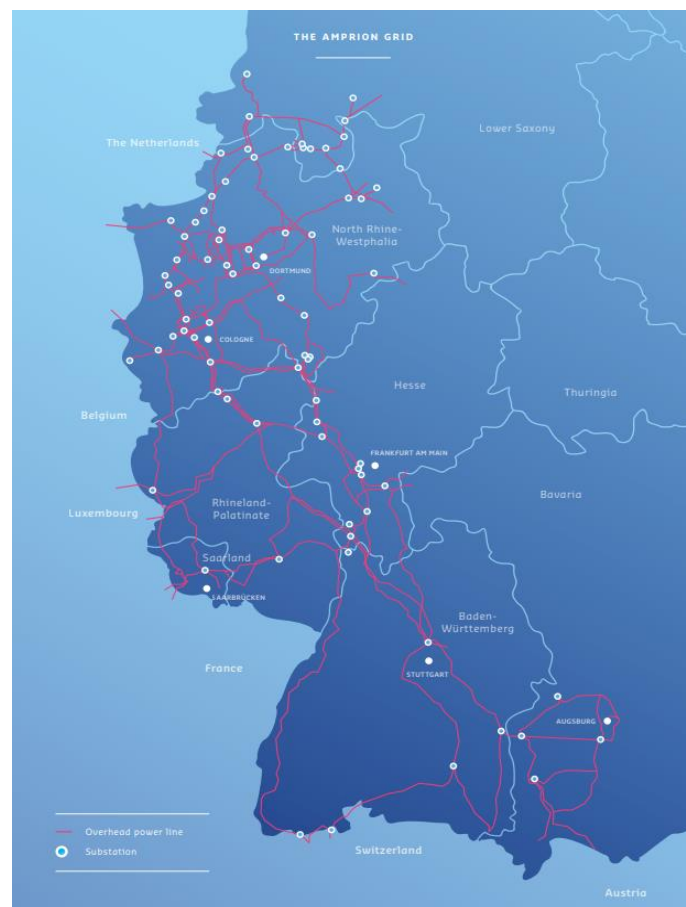 THE AMPRION GRID
Lower Saxony
The Netherlands
North Rhine-
Westphalia
DORTMUND
COLOGNE
Hesse
Thuringia
Belgium
FRANKFURT AM MAIN
Bavaria
Rhineland-
Palatinate
Luxembourg
Saarland
SAARBRÜCKEN
Baden-
Württemberg
France
STUTTGART
AUGSBURG
Overhead power line
Substation
Switzerland
Austria